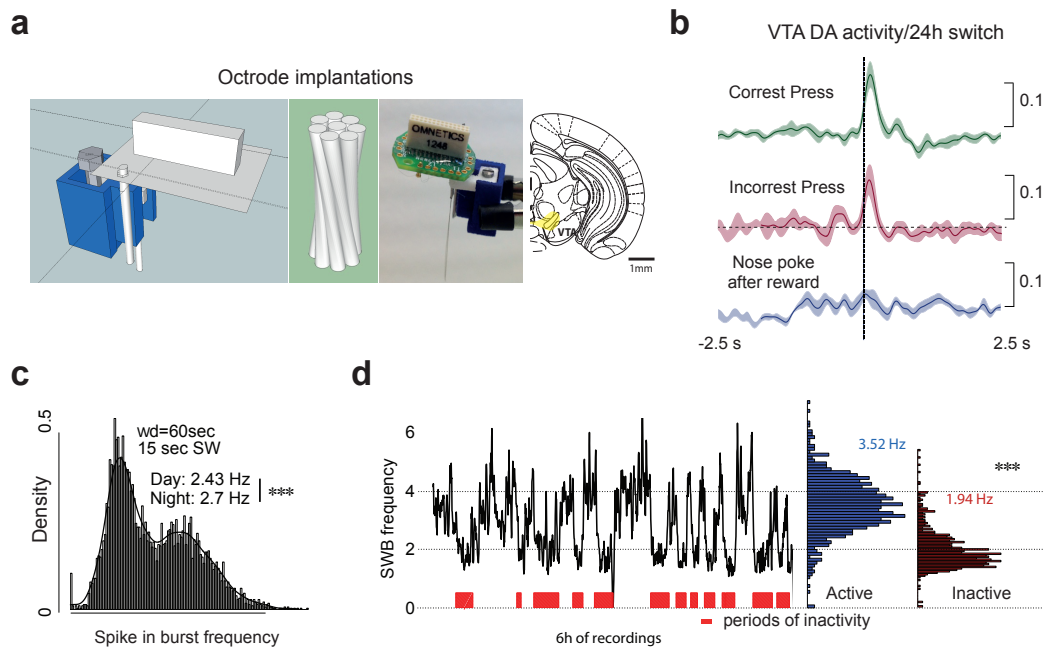 a
Octrode implantations
OMNETICS
1248
VTA
1mm
b
VTA DA activity/24h switch
Correst Press
0.1
Incorrest Press
0.1
Nose poke
after reward
0.1
-2.5 s
2.5 s
c
0.5
wd=60sec
15 sec SW
Day: 2.43 Hz
Night: 2.7 Hz
***
Density
0
Spike in burst frequency
d
6
4
2
0
SWB frequency
3.52 Hz
1.94 Hz
***
Active
Inactive
periods of inactivity
6h of recordings